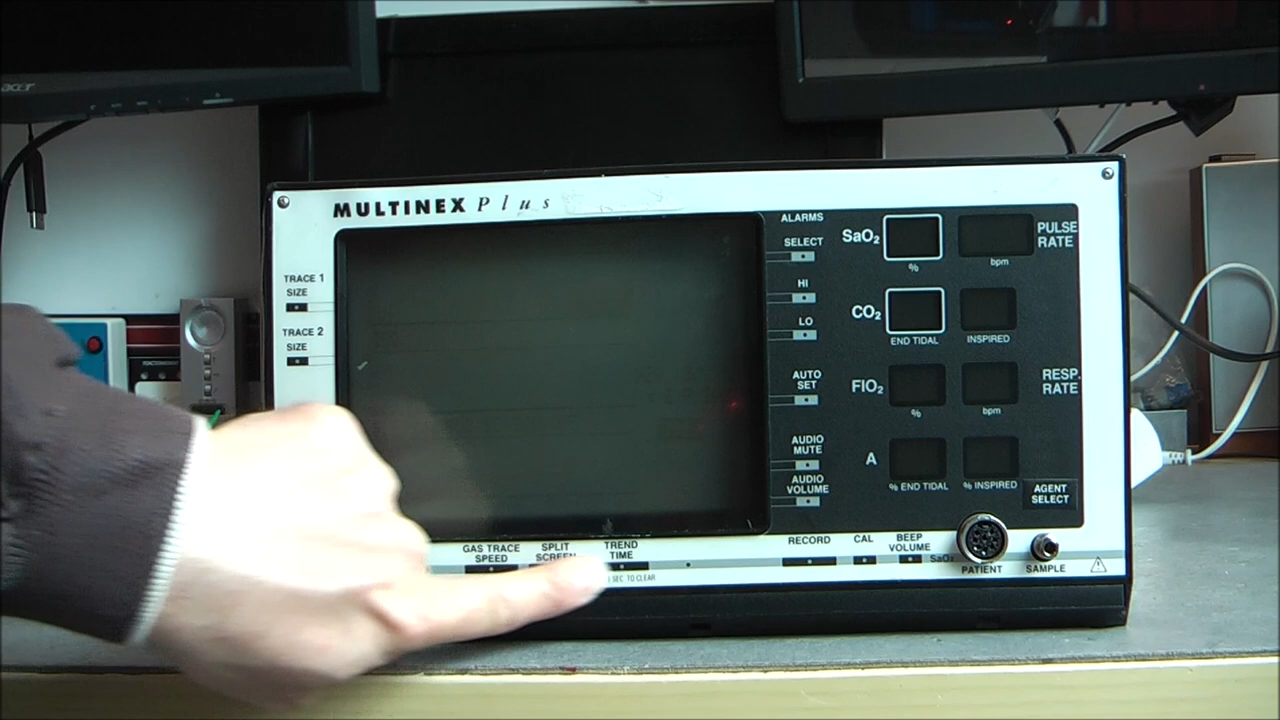 acer
MULTINEX Plus
TRACE 1
SIZE
TRACE 2
SIZE
ALARMS
SELECT
HI
LO
AUTO
SET
AUDIO
MUTE
AUDIO
VOLUME
SaO₂
%
PULSE
RATE
bpm
CO₂
END TIDAL
INSPIRED
FIO₂
%
RESP.
RATE
bpm
A
% END TIDAL
% INSPIRED
AGENT
SELECT
GAS TRACE
SPEED
SPLIT
SCREEN
TREND
TIME
SEC TO CLEAR
RECORD
CAL
BEEP
VOLUME
SaO₂
PATIENT
SAMPLE